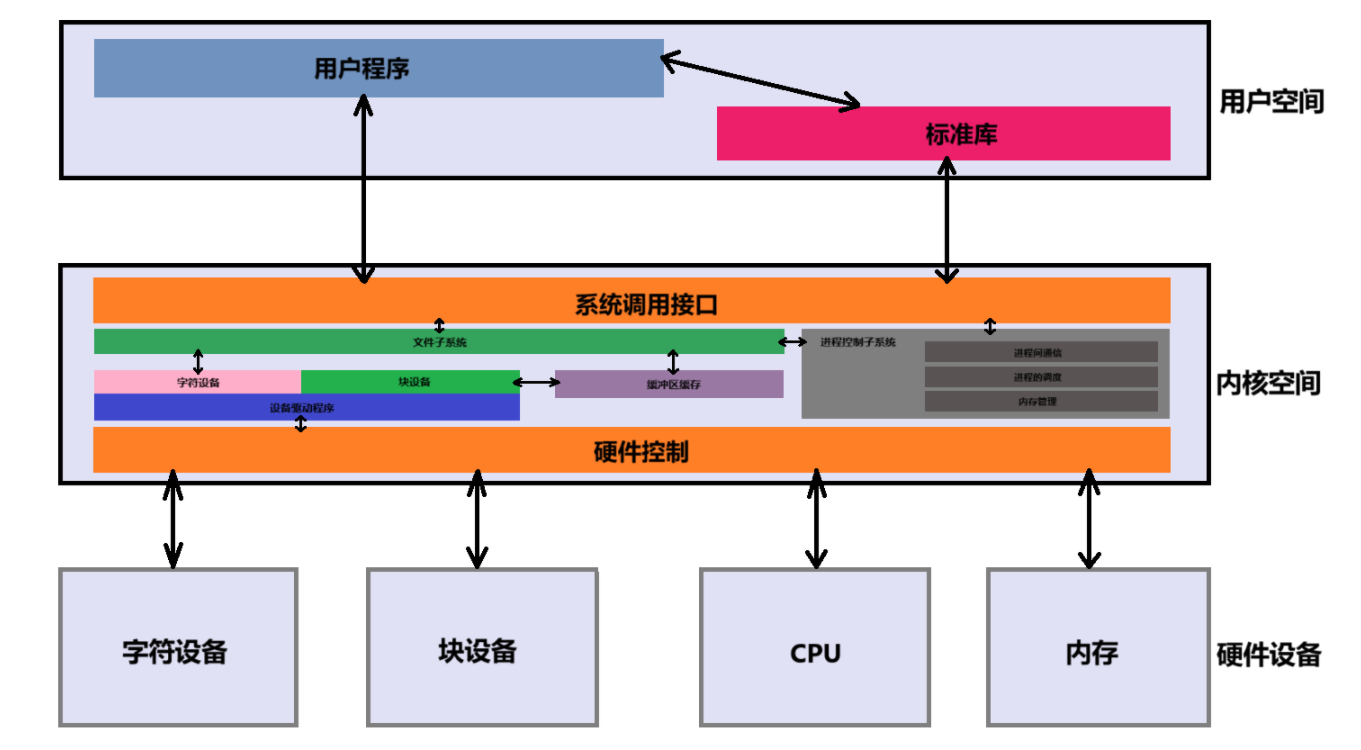 用户程序
标准库
用户空间
系统调用接口
文件子系统
进程控制子系统
进程间通信
进程的调度
内存管理
字符设备
块设备
缓冲区缓存
设备驱动程序
硬件控制
内核空间
字符设备
块设备
CPU
内存
硬件设备